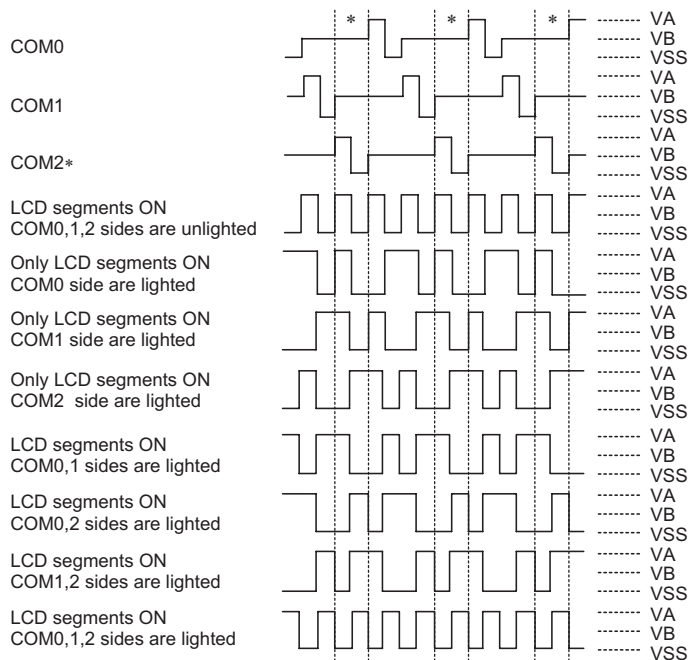 * * * VA
COM0 VB
VSS
VA
COM1 VB
VSS
VA
COM2* VB
VSS
LCD segments ON VA
COM0,1,2 sides are unlighted VB
VSS
Only LCD segments ON VA
COM0 side are lighted VB
VSS
Only LCD segments ON VA
COM1 side are lighted VB
VSS
Only LCD segments ON VA
COM2 side are lighted VB
VSS
LCD segments ON VA
COM0,1 sides are lighted VB
VSS
LCD segments ON VA
COM0,2 sides are lighted VB
VSS
LCD segments ON VA
COM1,2 sides are lighted VB
VSS
LCD segments ON VA
COM0,1,2 sides are lighted VB
VSS